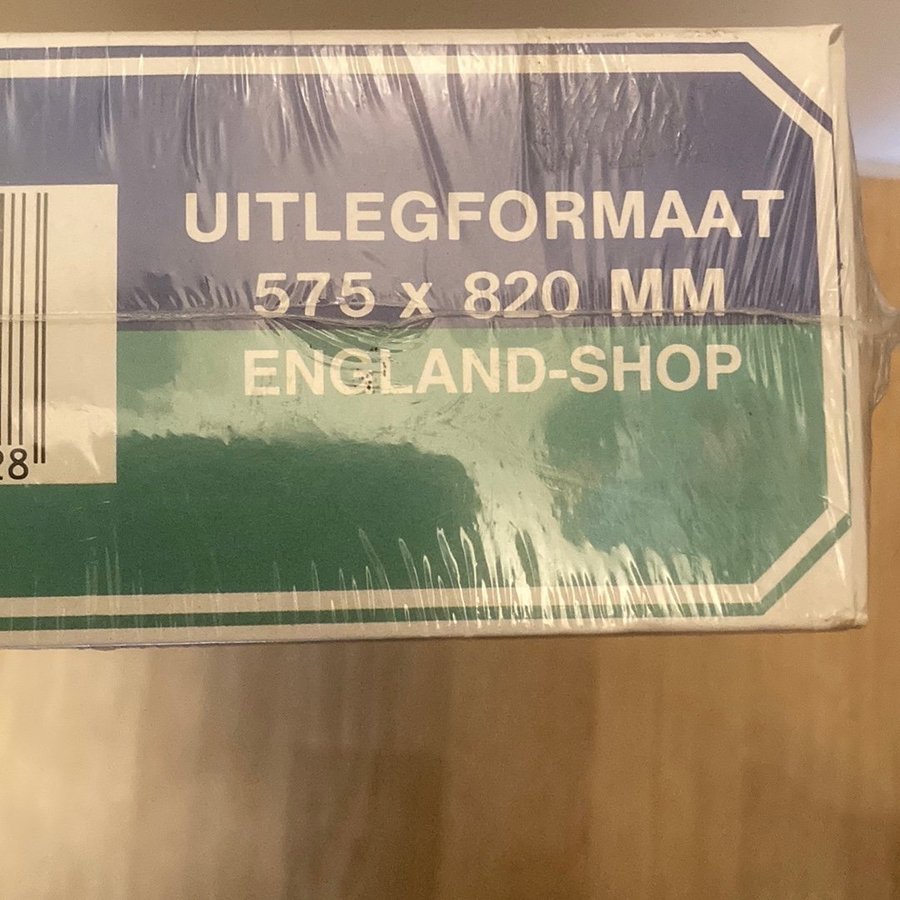 UITLEGFORMAAT
575 x 820 MM
ENGLAND-SHOP
28